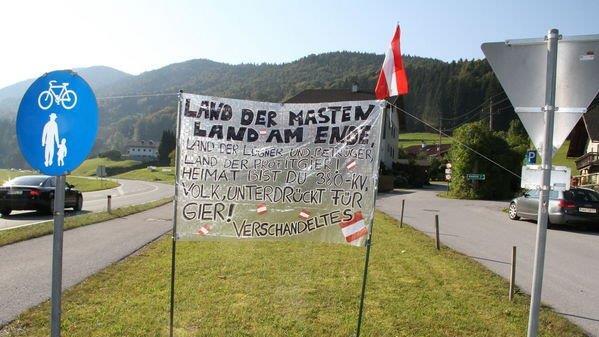 LAND DER MASTEN
LAND AM ENDE,
LAND DER LÜGNER UND BETRÜGER,
LAND DER PROFITGIER
HEIMAT BIST DU 380-KV,
VOLK, UNTERDRÜCKT FÜR
GIER!
VERSCHANDELTES
P